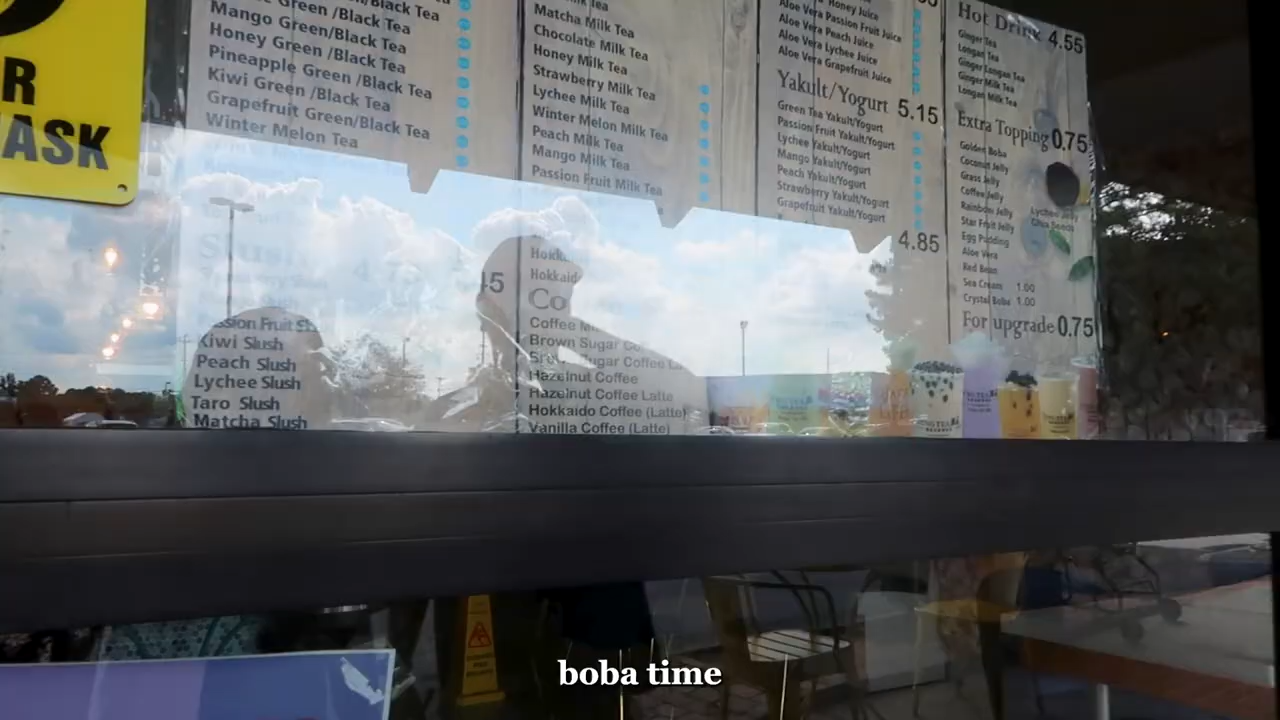 R
ASK
Green /Black Tea
Mango Green/Black Tea
Honey Green /Black Tea
Pineapple Green /Black Tea
Kiwi Green /Black Tea
Grapefruit Green/Black Tea
Winter Melon Tea
Kiwi Slush
Peach Slush
Lychee Slush
Taro Slush
Matcha Slush
Matcha Milk Tea
Chocolate Milk Tea
Honey Milk Tea
Strawberry Milk Tea
Lychee Milk Tea
Winter Melon Milk Tea
Peach Milk Tea
Mango Milk Tea
Passion Fruit Milk Tea
Hokkaid
Co
Coffee
Brown Sugar
Hazelnut Coffee
Hazelnut Coffee Latte
Hokkaido Coffee (Latte)
Vanilla Coffee (Latte)
Honey Juice
Aloe Vera Passion Fruit Juice
Aloe Vera Peach Juice
Aloe Vera Lychee Juice
Aloe Vera Grapefruit Juice
Yakult/Yogurt 5.15
Green Tea Yakult/Yogurt
Passion Fruit Yakult/Yogurt
Lychee Yakult/Yogurt
Mango Yakult/Yogurt
Peach Yakult/Yogurt
Strawberry Yakult/Yogurt
Grapefruit Yakult/Yogurt
4.85
Hot Drink 4.55
Ginger Tea
Longan Tea
Ginger Longan Tea
Ginger Milk Tea
Longan Milk Tea
Extra Topping 0.75
Golden Boba
Coconut Jelly
Grass Jelly
Coffee Jelly
Rainbow Jelly
Star Fruit Jelly
Egg Pudding
Aloe Vera
Red Bean
Sea Cream 1.00
Crystal Boba 1.00
Lychee Jelly
Chia Seeds
For upgrade 0.75
boba time